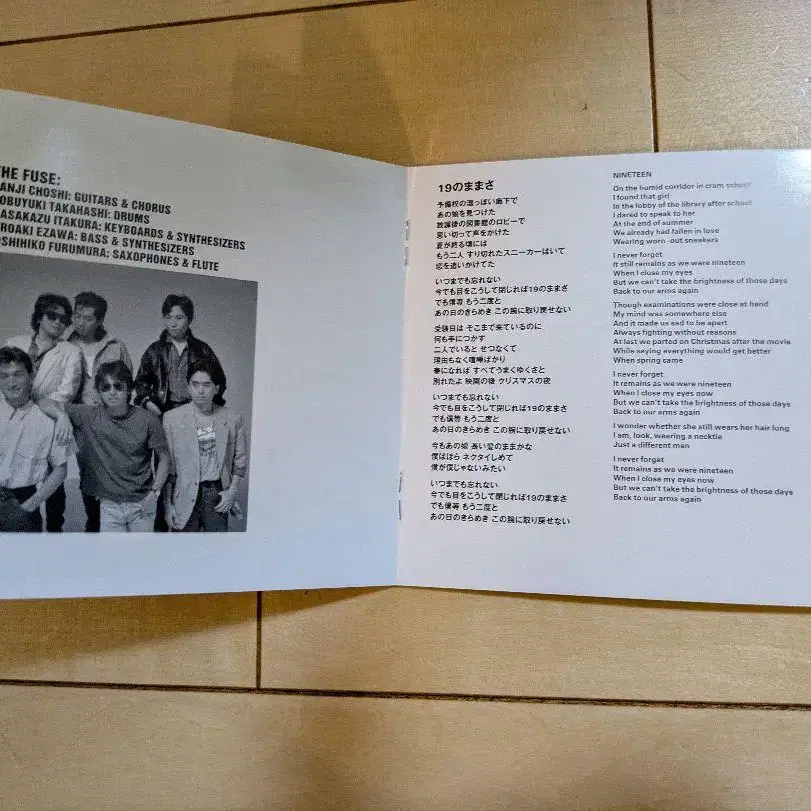 THE FUSE:
ANJI CHOSHI: GUITARS & CHORUS
OBUYUKI TAKAHASHI: DRUMS
ASAKAZU ITAKURA: KEYBOARDS & SYNTHESIZERS
ROAKI EZAWA: BASS & SYNTHESIZERS
OSHIHIKO FURUMURA: SAXOPHONES & FLUTE
19のままさ
予備校の湿っぽい廊下で
あの娘を見つけた
放課後の図書館のロビーで
思い切って声をかけた
夏が終る頃には
もう二人 すり切れたスニーカーはいて
恋を追いかけてた
いつまでも忘れない
今でも目をこうして閉じれば19のままさ
でも僕等 もう二度と
あの日のきらめき この腕に取り戻せない
受験日は そこまで来ているのに
何も手につかず
二人でいると せつなくて
理由もなく喧嘩ばかり
春になれば すべてうまくゆくさと
別れたよ 映画の後 クリスマスの夜
いつまでも忘れない
今でも目をこうして閉じれば19のままさ
でも僕等 もう二度と
あの日のきらめき この腕に取り戻せない
今もあの娘 長い髪のままかな
僕はほら ネクタイしめて
僕が僕じゃないみたい
いつまでも忘れない
今でも目をこうして閉じれば19のままさ
でも僕等 もう二度と
あの日のきらめき この腕に取り戻せない
NINETEEN
On the humid corridor in cram school
I found that girl
In the lobby of the library after school
I dared to speak to her
At the end of summer
We already had fallen in love
Wearing worn-out sneakers
I never forget
It still remains as we were nineteen
When I close my eyes
But we can't take the brightness of those days
Back to our arms again
Though examinations were close at hand
My mind was somewhere else
And it made us sad to be apart
Always fighting without reasons
At last we parted on Christmas after the movie
While saying everything would get better
When spring came
I never forget
It remains as we were nineteen
When I close my eyes now
But we can't take the brightness of those days
Back to our arms again
I wonder whether she still wears her hair long
I am, look, wearing a necktie
Just a different man
I never forget
It remains as we were nineteen
When I close my eyes now
But we can't take the brightness of those days
Back to our arms again